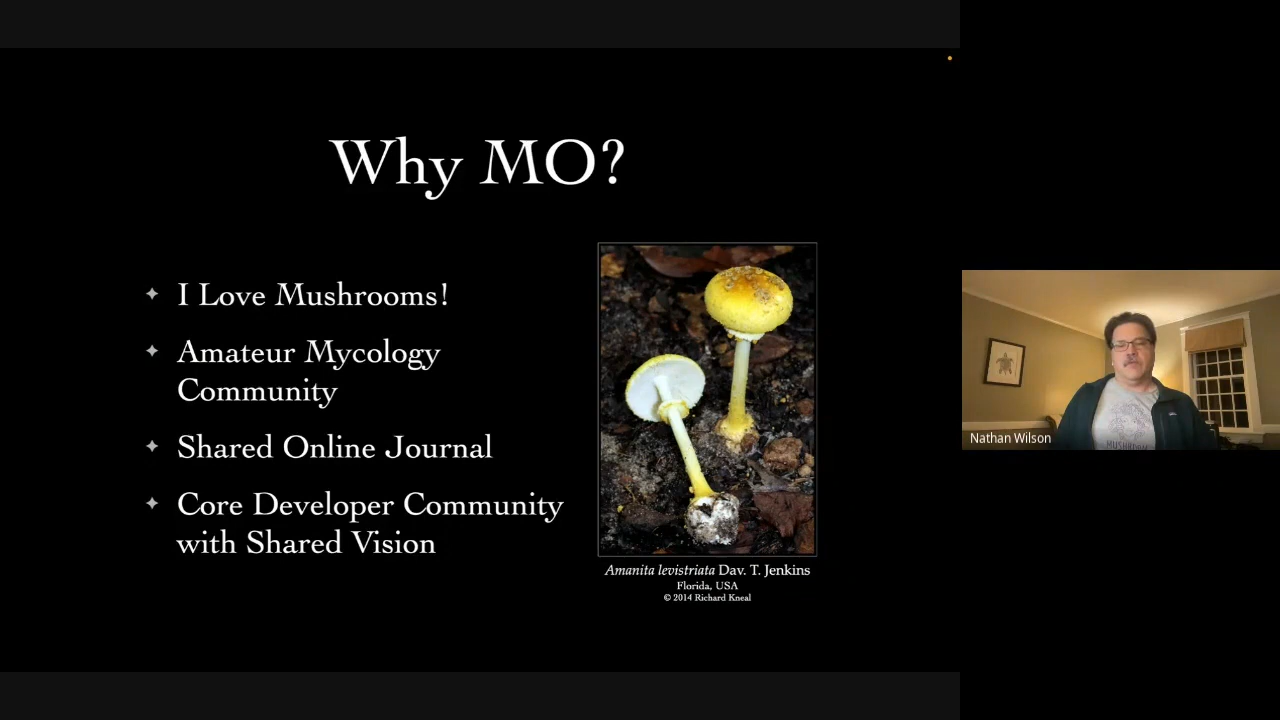 Why MO?
I Love Mushrooms!
Amateur Mycology
Community
Shared Online Journal
Core Developer Community
with Shared Vision
Amanita levistriata Dav. T. Jenkins
Florida, USA
© 2014 Richard Kneal
Nathan Wilson
MUSHROOM